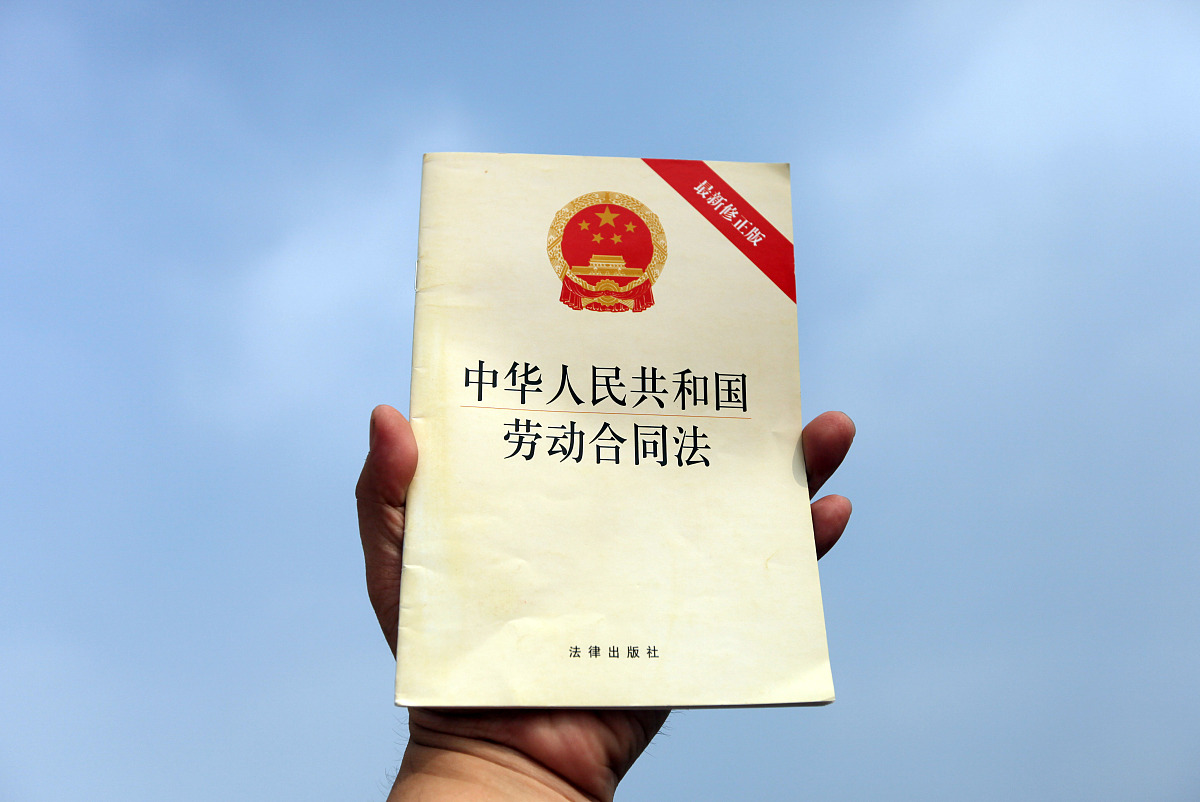 最新修正版
中华人民共和国
劳动合同法
法律出版社